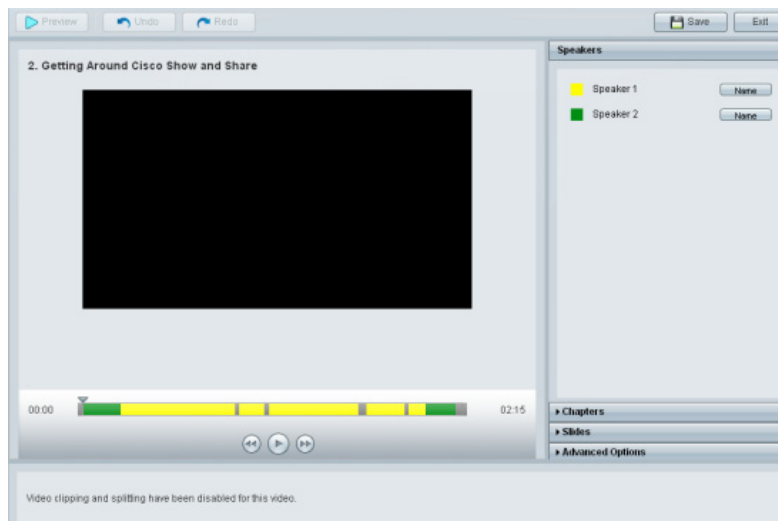 Preview Undo Redo Save Exit
2. Getting Around Cisco Show and Share
Speakers
Speaker 1 Name
Speaker 2 Name
00:00 02:15
Chapters
Slides
Advanced Options
Video clipping and splitting have been disabled for this video.